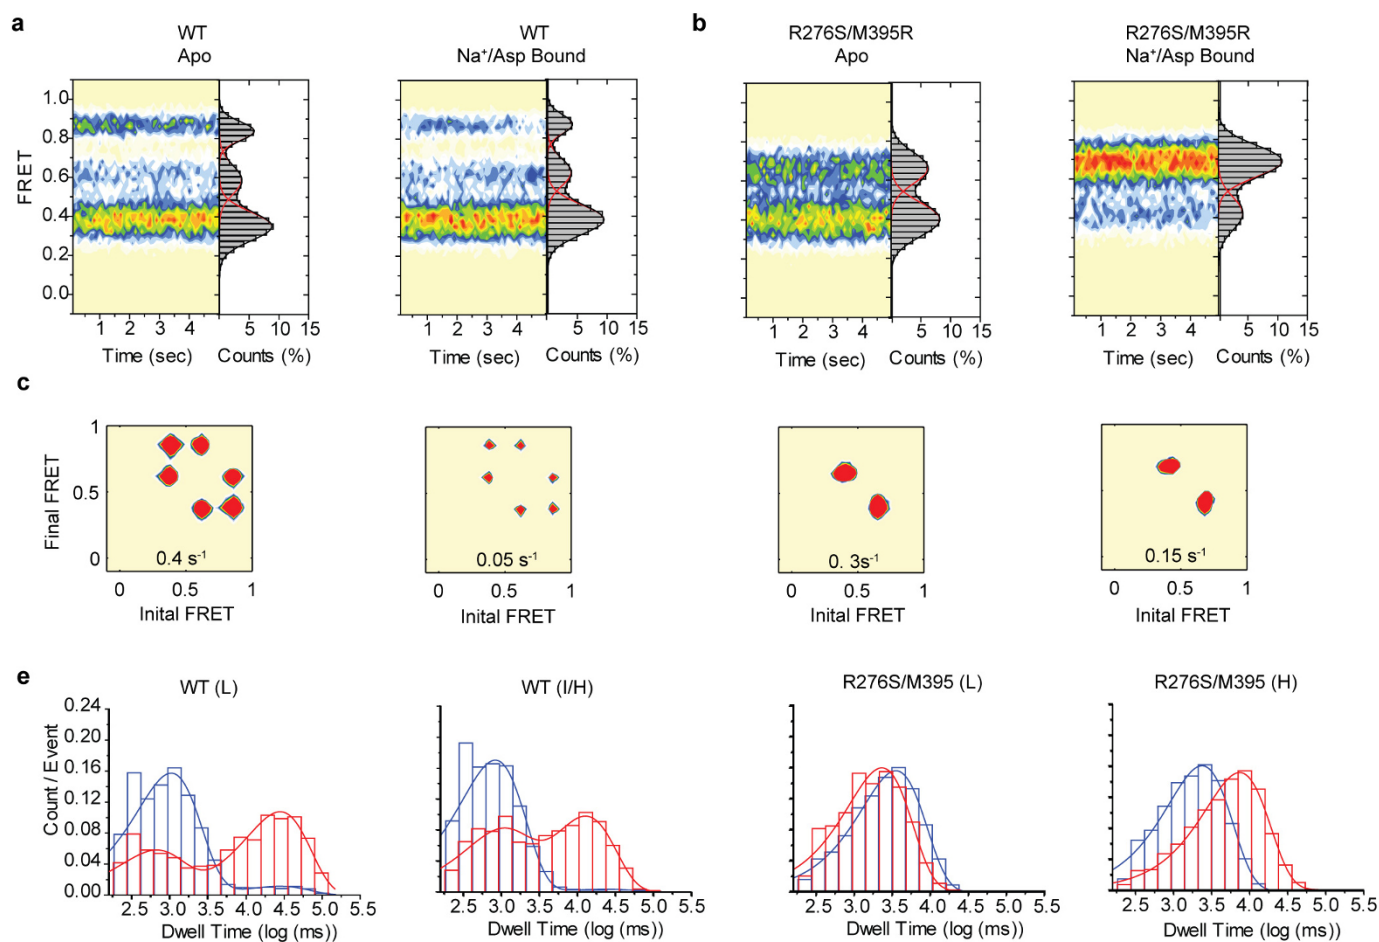 a
WT
Apo
WT
Na⁺/Asp Bound
b
R276S/M395R
Apo
R276S/M395R
Na⁺/Asp Bound
FRET
1.0
0.8
0.6
0.4
0.2
0.0
1 2 3 4 5 10 15
Time (sec) Counts (%)
1 2 3 4 5 10 15
Time (sec) Counts (%)
1 2 3 4 5 10 15
Time (sec) Counts (%)
1 2 3 4 5 10 15
Time (sec) Counts (%)
c
Final FRET
1
0.5
0
0.4 s⁻¹
0 0.5 1
Inital FRET
0.05 s⁻¹
0 0.5 1
Inital FRET
0. 3s⁻¹
0 0.5 1
Inital FRET
0.15 s⁻¹
0 0.5 1
Inital FRET
e
WT (L)
WT (I/H)
R276S/M395 (L)
R276S/M395 (H)
Count / Event
0.24
0.20
0.16
0.12
0.08
0.04
0.00
2.5 3.0 3.5 4.0 4.5 5.0 5.5
Dwell Time (log (ms))
2.5 3.0 3.5 4.0 4.5 5.0 5.5
Dwell Time (log (ms))
2.5 3.0 3.5 4.0 4.5 5.0 5.5
Dwell Time (log (ms))
2.5 3.0 3.5 4.0 4.5 5.0 5.5
Dwell Time (log (ms))